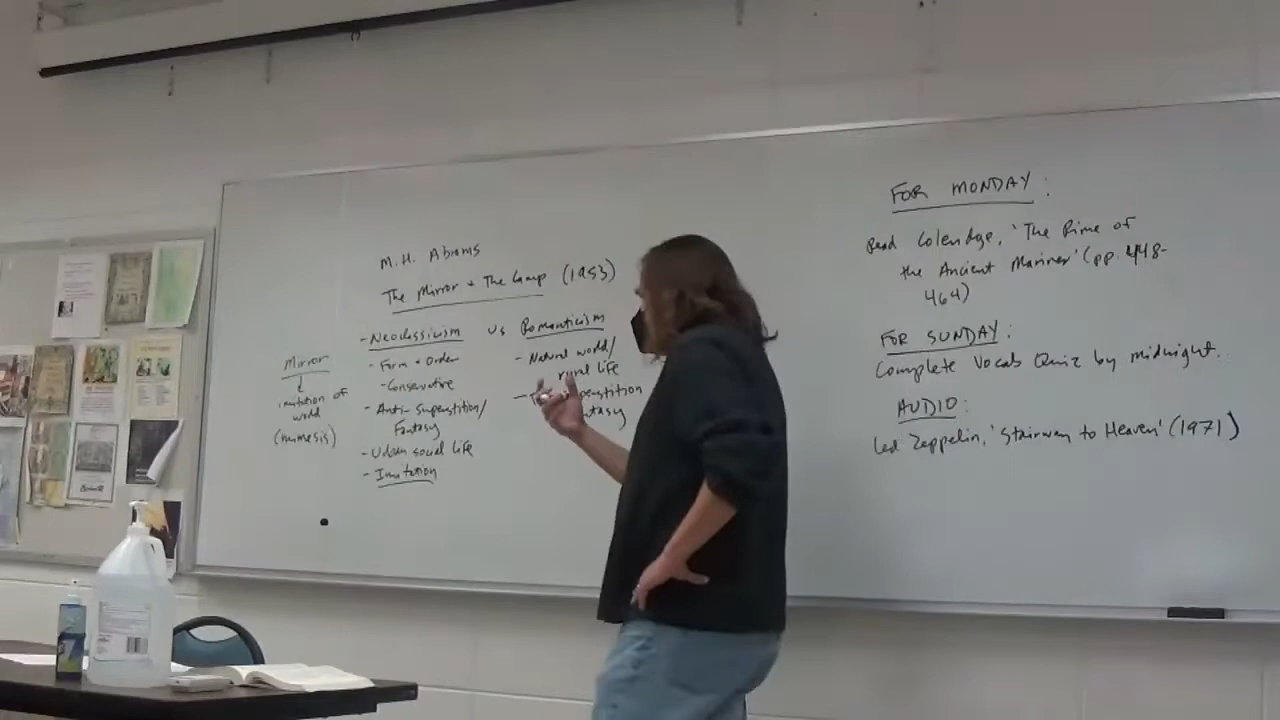 M.H. Abrams
The Mirror + The Lamp (1953)
- Neoclassicism vs Romanticism
Mirror
imitation of
world
(mimesis)
- Form + Order
- Conservative
- Anti-Superstition/
Fantasy
- Urban social life
- Imitation
- Natural world/
rural life
FOR MONDAY:
Read Coleridge, 'The Rime of
the Ancient Mariner' (pp. 448-
464)
FOR SUNDAY:
Complete Vocab Quiz by midnight.
AUDIO:
Led Zeppelin, 'Stairway to Heaven' (1971)